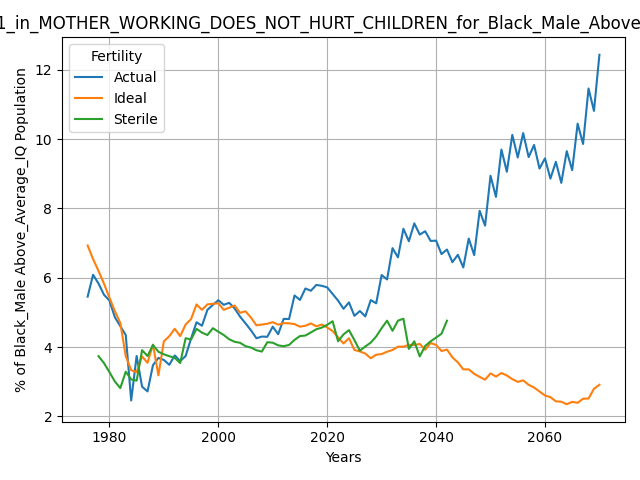 1_in_MOTHER_WORKING_DOES_NOT_HURT_CHILDREN_for_Black_Male_Above
Fertility
Actual
Ideal
Sterile
% of Black_Male Above_Average_IQ Population
12
10
8
6
4
2
1980 2000 2020 2040 2060
Years